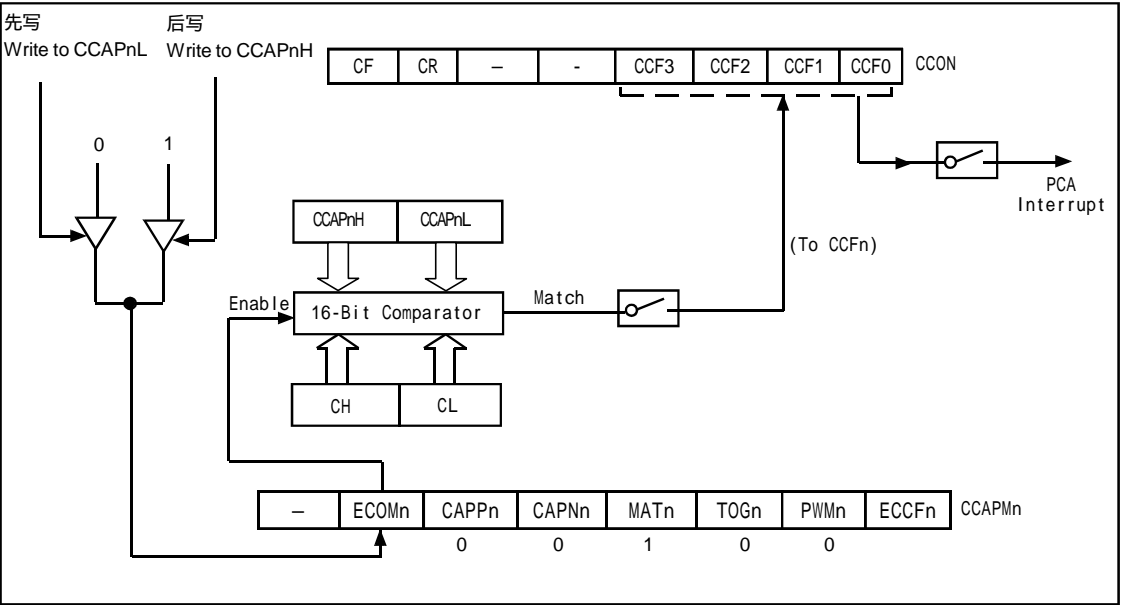 先写
Write to CCAPnL
后写
Write to CCAPnH
CF CR – - CCF3 CCF2 CCF1 CCF0 CCON
0 1
PCA
Interrupt
CCAPnH CCAPnL
(To CCFn)
Enable
16-Bit Comparator
Match
CH CL
– ECOMn CAPPn CAPNn MATn TOGn PWMn ECCFn CCAPMn
0 0 1 0 0